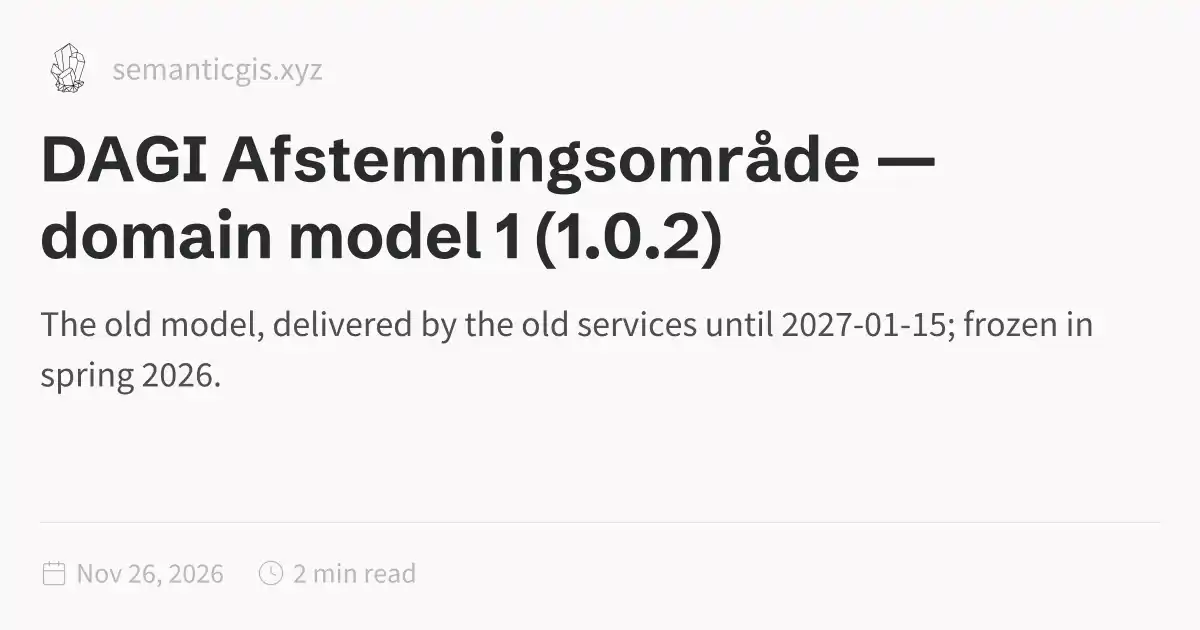 semanticgis.xyz
DAGI Afstemningsområde —
domain model 1 (1.0.2)
The old model, delivered by the old services until 2027-01-15; frozen in
spring 2026.
Nov 26, 2026 2 min read